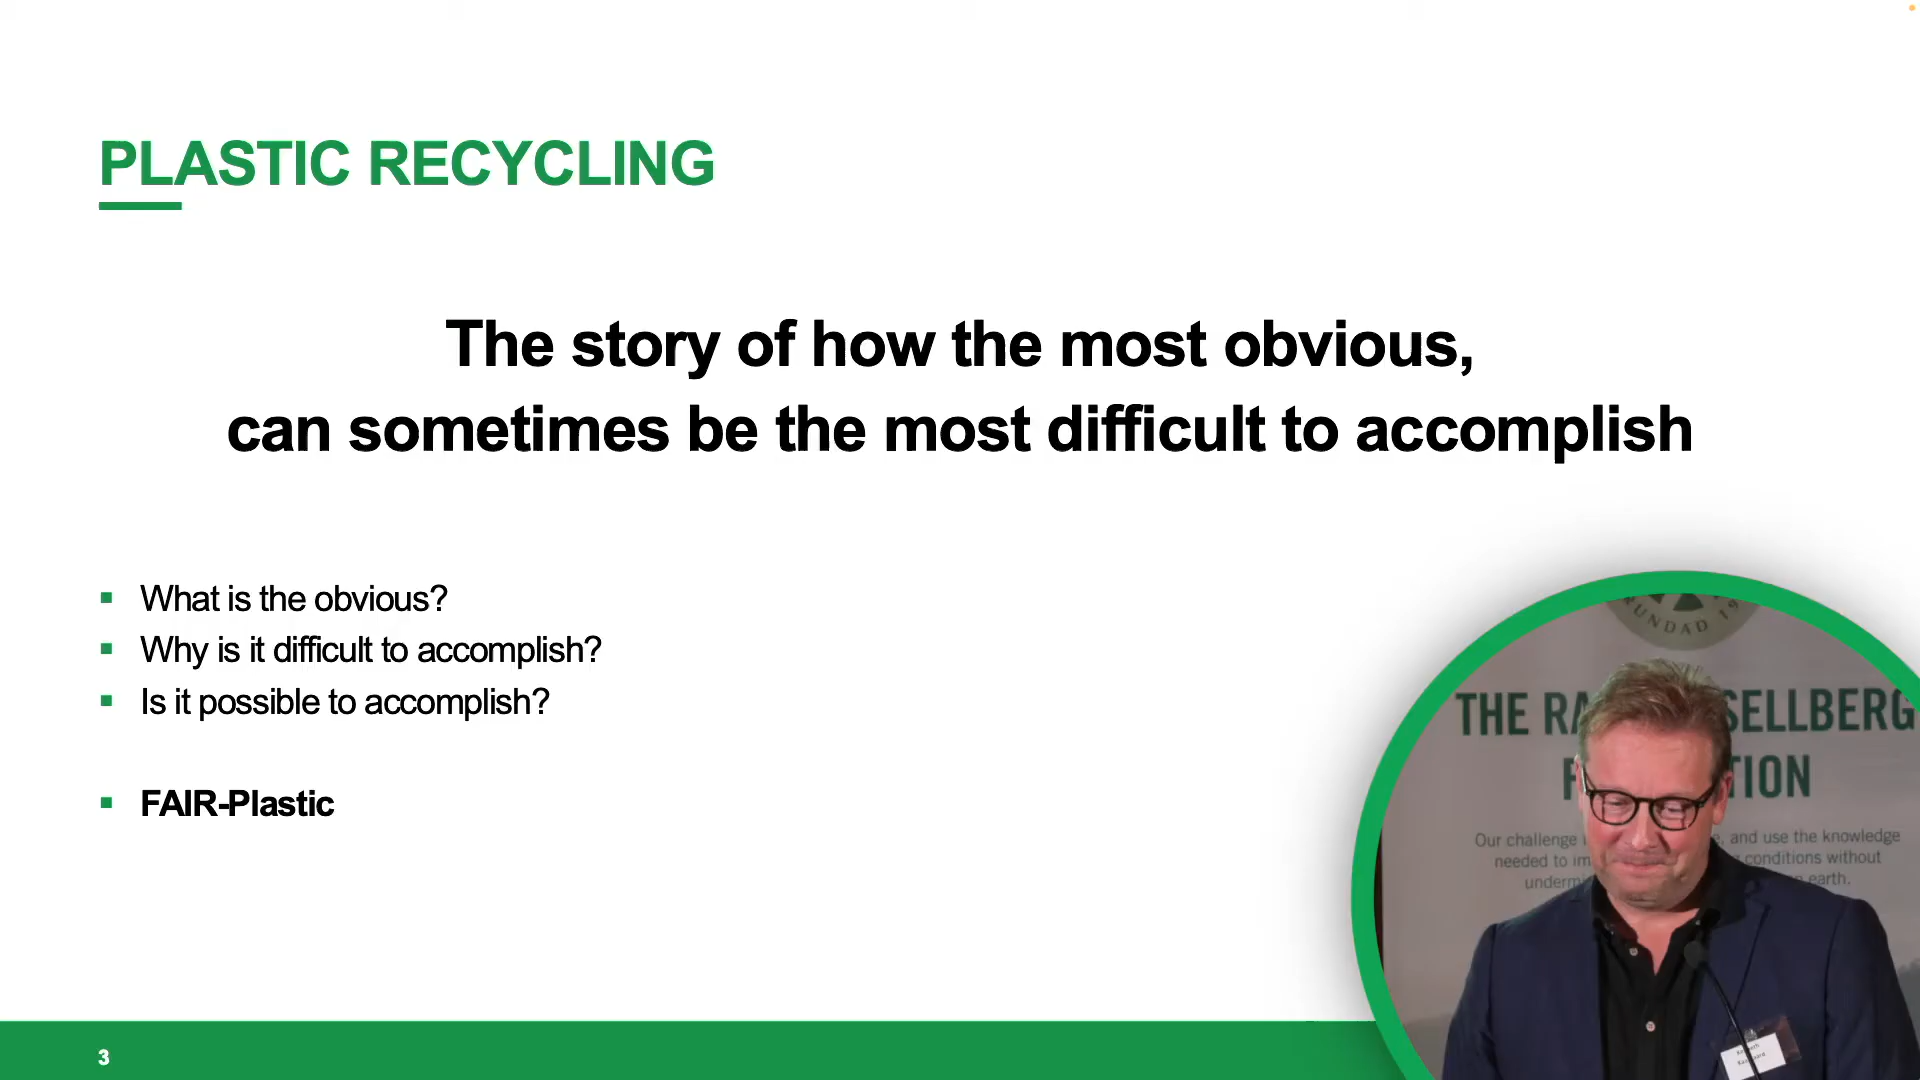 PLASTIC RECYCLING
The story of how the most obvious,
can sometimes be the most difficult to accomplish
What is the obvious?
Why is it difficult to accomplish?
Is it possible to accomplish?
FAIR-Plastic
THE RA SELLBERG
F TION
Our challenge and use the knowledge
needed to im conditions without
underm earth.
3